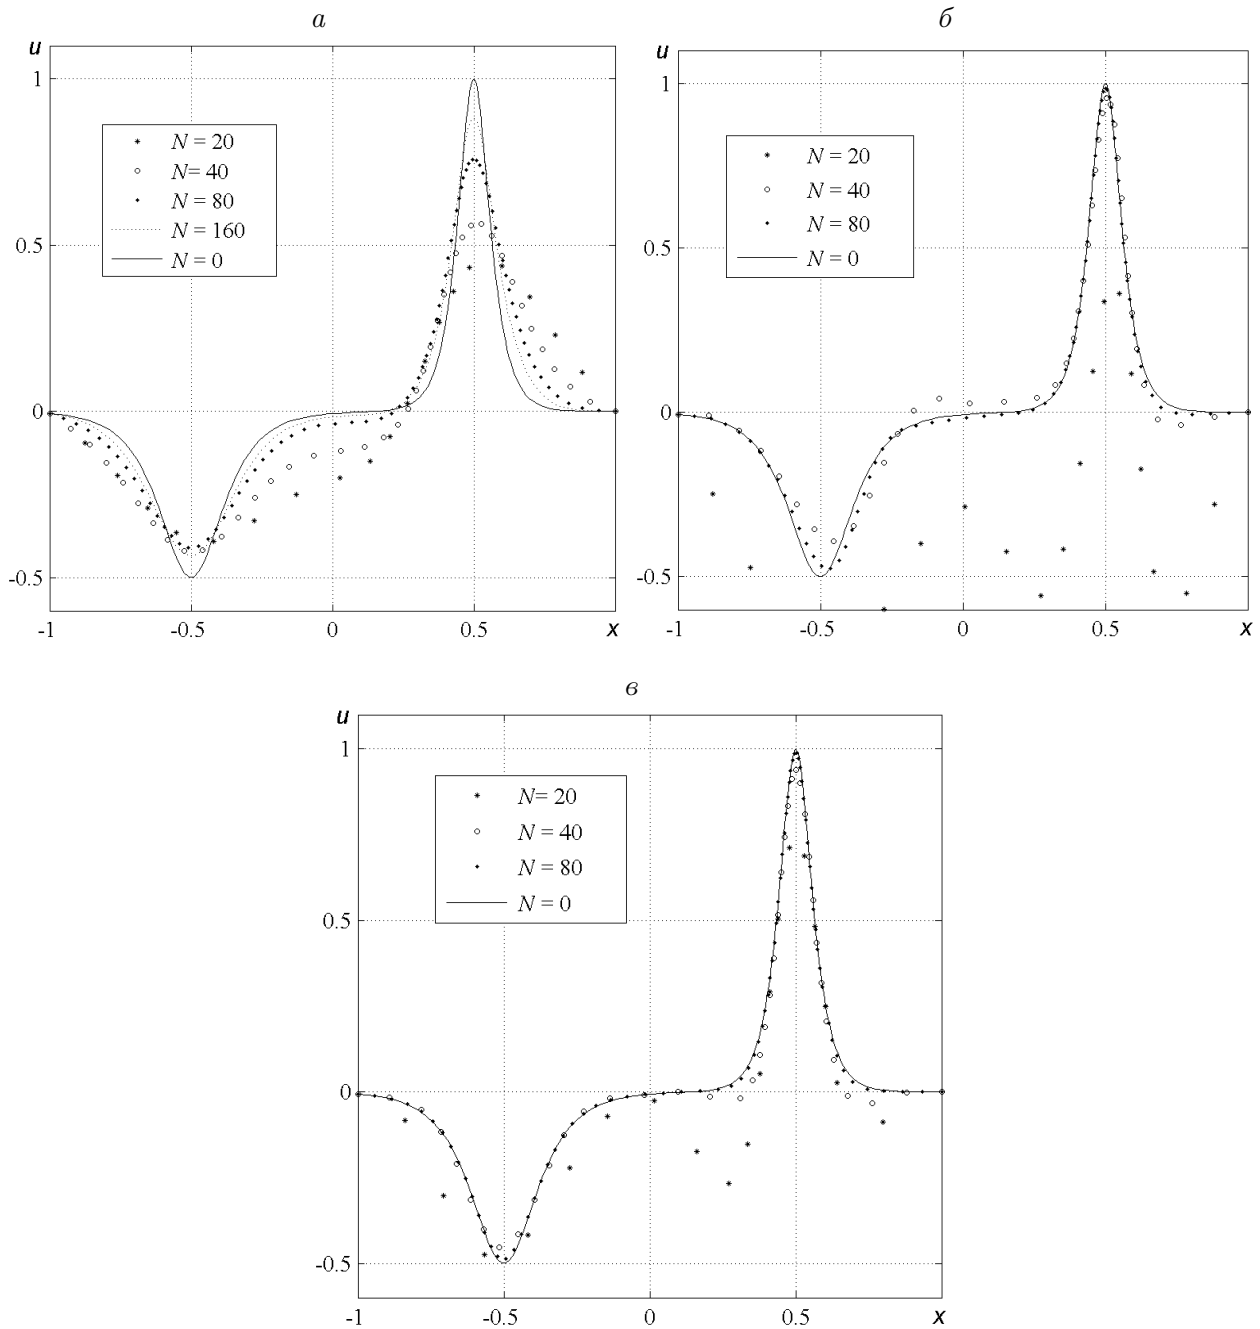 а
u
1
0.5
0
-0.5
N = 20
N= 40
N = 80
N = 160
N = 0
-1
-0.5
0
0.5
x
б
u
1
0.5
0
-0.5
N = 20
N = 40
N = 80
N = 0
-1
-0.5
0
0.5
x
в
u
1
0.5
0
-0.5
N= 20
N = 40
N = 80
N = 0
-1
-0.5
0
0.5
x